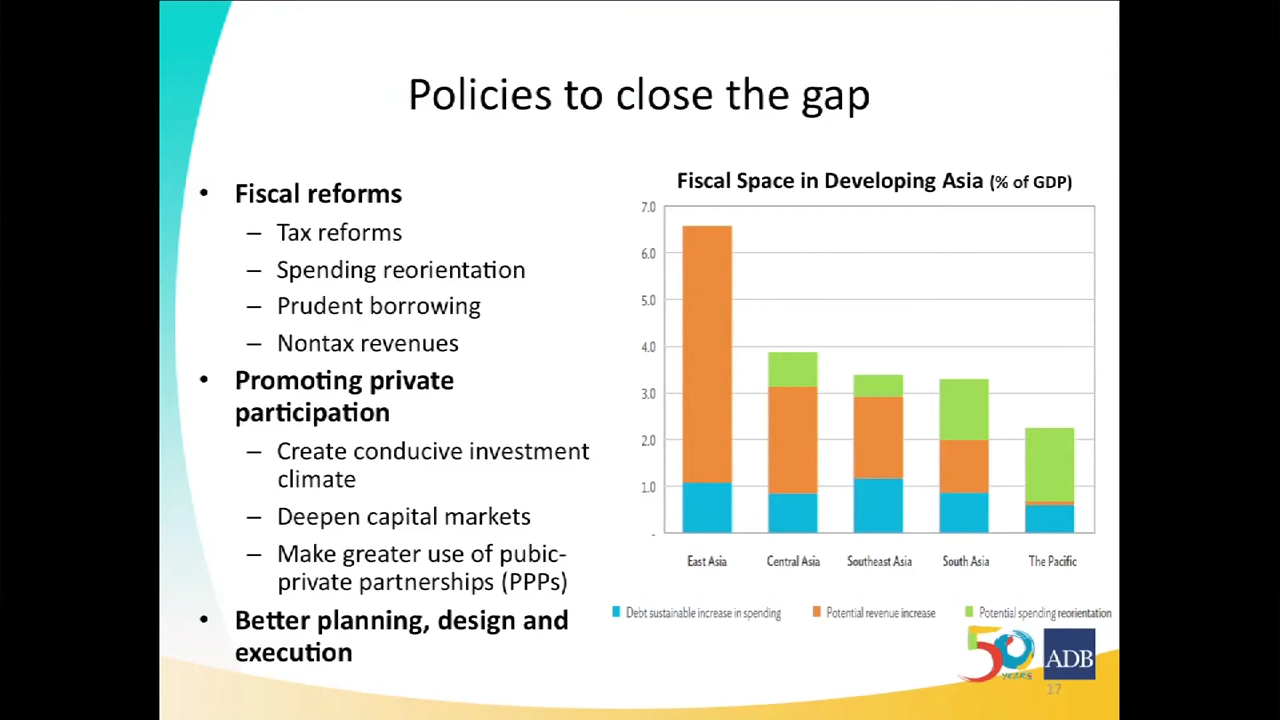 Policies to close the gap
• Fiscal reforms
– Tax reforms
– Spending reorientation
– Prudent borrowing
– Nontax revenues
• Promoting private
participation
– Create conducive investment
climate
– Deepen capital markets
– Make greater use of pubic-
private partnerships (PPPs)
• Better planning, design and
execution
Fiscal Space in Developing Asia (% of GDP)
7.0
6.0
5.0
4.0
3.0
2.0
1.0
-
East Asia Central Asia Southeast Asia South Asia The Pacific
Debt sustainable increase in spending Potential revenue increase Potential spending reorientation
50 YEARS ADB
17